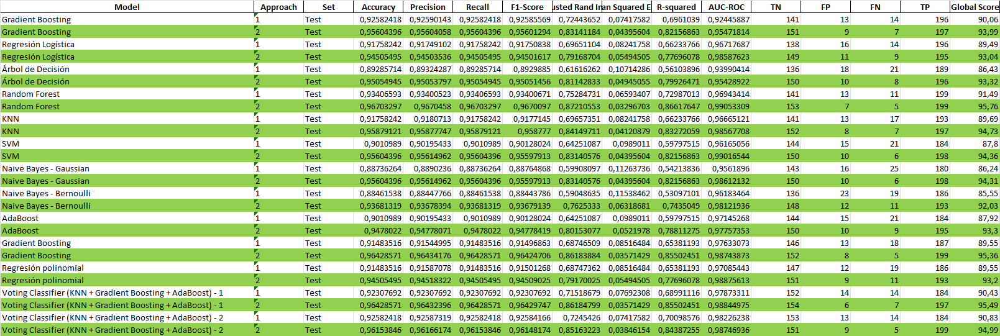 Model Approach Set Accuracy Precision Recall F1-Score usted Rand In an Squared E R-squared AUC-ROC TN FP FN TP Global Score
Gradient Boosting 1 Test 0,92582418 0,92590143 0,92582418 0,92585569 0,72443652 0,07417582 0,6961039 0,92445887 141 13 14 196 90,06
Gradient Boosting 2 Test 0,95604396 0,95604058 0,95604396 0,95601294 0,83141184 0,04395604 0,82156863 0,95471814 151 9 7 197 93,99
Regresión Logística 1 Test 0,91758242 0,91749102 0,91758242 0,91750838 0,69651104 0,08241758 0,66233766 0,96717687 138 16 14 196 89,49
Regresión Logística 2 Test 0,94505495 0,94503536 0,94505495 0,94501617 0,79168704 0,05494505 0,77696078 0,98587623 149 11 9 195 93,04
Árbol de Decisión 1 Test 0,89285714 0,89324287 0,89285714 0,8929885 0,61616262 0,10714286 0,56103896 0,93990414 136 18 21 189 86,43
Árbol de Decisión 2 Test 0,95054945 0,95053797 0,95054945 0,95051456 0,81142833 0,04945055 0,79926471 0,95428922 150 10 8 196 93,32
Random Forest 1 Test 0,93406593 0,93400523 0,93406593 0,93400671 0,75284731 0,06593407 0,72987013 0,96943414 141 13 11 199 91,49
Random Forest 2 Test 0,96703297 0,9670458 0,96703297 0,9670097 0,87210553 0,03296703 0,86617647 0,99053309 153 7 5 199 95,76
KNN 1 Test 0,91758242 0,9180713 0,91758242 0,9177145 0,69657351 0,08241758 0,66233766 0,96665121 141 13 17 193 89,69
KNN 2 Test 0,95879121 0,95877747 0,95879121 0,958777 0,84149711 0,04120879 0,83272059 0,98567708 152 8 7 197 94,73
SVM 1 Test 0,9010989 0,90195433 0,9010989 0,90128024 0,64251087 0,0989011 0,59797515 0,96165056 144 15 21 184 87,8
SVM 2 Test 0,95604396 0,95614962 0,95604396 0,95597913 0,83140576 0,04395604 0,82156863 0,99016544 150 10 6 198 94,36
Naive Bayes - Gaussian 1 Test 0,88736264 0,8890236 0,88736264 0,88764868 0,59908097 0,11263736 0,54213836 0,9561896 143 16 25 180 86,24
Naive Bayes - Gaussian 2 Test 0,95604396 0,95614962 0,95604396 0,95597913 0,83140576 0,04395604 0,82156863 0,98612132 150 10 6 198 94,31
Naive Bayes - Bernoulli 1 Test 0,88461538 0,88447766 0,88461538 0,88443786 0,59048635 0,11538462 0,53097101 0,96183464 136 23 19 186 85,55
Naive Bayes - Bernoulli 2 Test 0,93681319 0,93678394 0,93681319 0,93679139 0,7625333 0,06318681 0,7435049 0,98121936 148 12 11 193 92,03
AdaBoost 1 Test 0,9010989 0,90195433 0,9010989 0,90128024 0,64251087 0,0989011 0,59797515 0,97145268 144 15 21 184 87,92
AdaBoost 2 Test 0,9478022 0,94778071 0,9478022 0,94778419 0,80153077 0,0521978 0,78811275 0,97757353 150 10 9 195 93,3
Gradient Boosting 1 Test 0,91483516 0,91544995 0,91483516 0,91496863 0,68746509 0,08516484 0,65381193 0,97633073 146 13 18 187 89,55
Gradient Boosting 2 Test 0,96428571 0,96434176 0,96428571 0,96424706 0,86183884 0,03571429 0,85502451 0,98743873 152 8 5 199 95,36
Regresión polinomial 1 Test 0,91483516 0,91587078 0,91483516 0,91501268 0,68747362 0,08516484 0,65381193 0,97085443 147 12 19 186 89,55
Regresión polinomial 2 Test 0,94505495 0,94518322 0,94505495 0,94509025 0,79170025 0,05494505 0,77696078 0,98875613 151 9 11 193 93,2
Voting Classifier (KNN + Gradient Boosting + AdaBoost) - 1 1 Test 0,92307692 0,92307692 0,92307692 0,92307692 0,71518679 0,07692308 0,68991116 0,97873311 152 14 14 184 90,43
Voting Classifier (KNN + Gradient Boosting + AdaBoost) - 1 2 Test 0,96428571 0,96432396 0,96428571 0,96429747 0,86184799 0,03571429 0,85502451 0,98844975 154 6 7 197 95,49
Voting Classifier (KNN + Gradient Boosting + AdaBoost) - 2 1 Test 0,92582418 0,92587319 0,92582418 0,92584166 0,7245426 0,07417582 0,70098576 0,98226238 153 13 14 184 90,83
Voting Classifier (KNN + Gradient Boosting + AdaBoost) - 2 2 Test 0,96153846 0,96166174 0,96153846 0,96148174 0,85163223 0,03846154 0,84387255 0,98746936 151 9 5 199 94,99